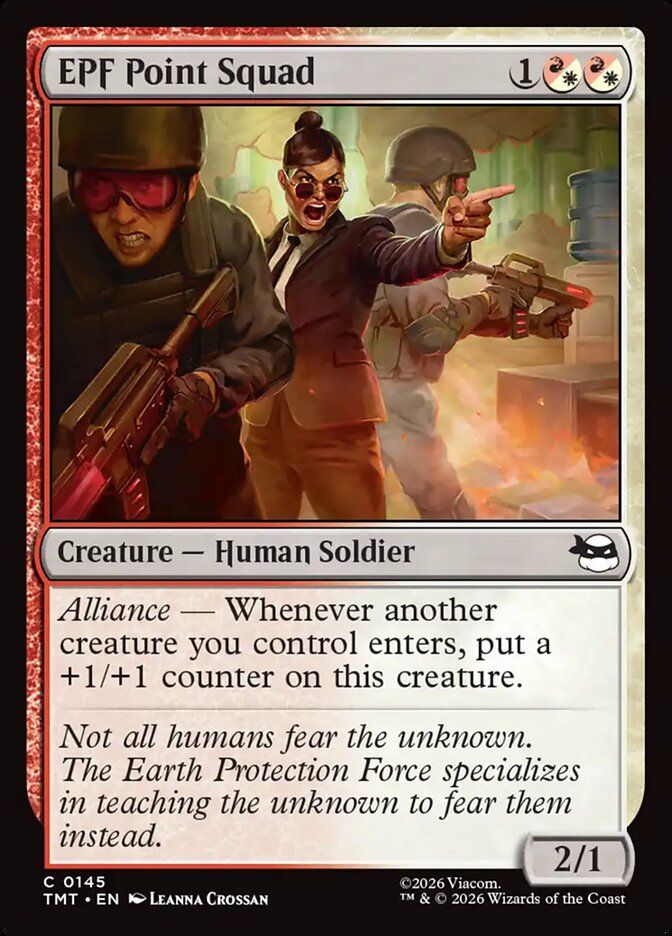 EPF Point Squad 1
Creature — Human Soldier
Alliance — Whenever another
creature you control enters, put a
+1/+1 counter on this creature.
Not all humans fear the unknown.
The Earth Protection Force specializes
in teaching the unknown to fear them
instead.
2/1
C 0145
TMT • EN Leanna Crossan
©2026 Viacom.
™ & © 2026 Wizards of the Coast